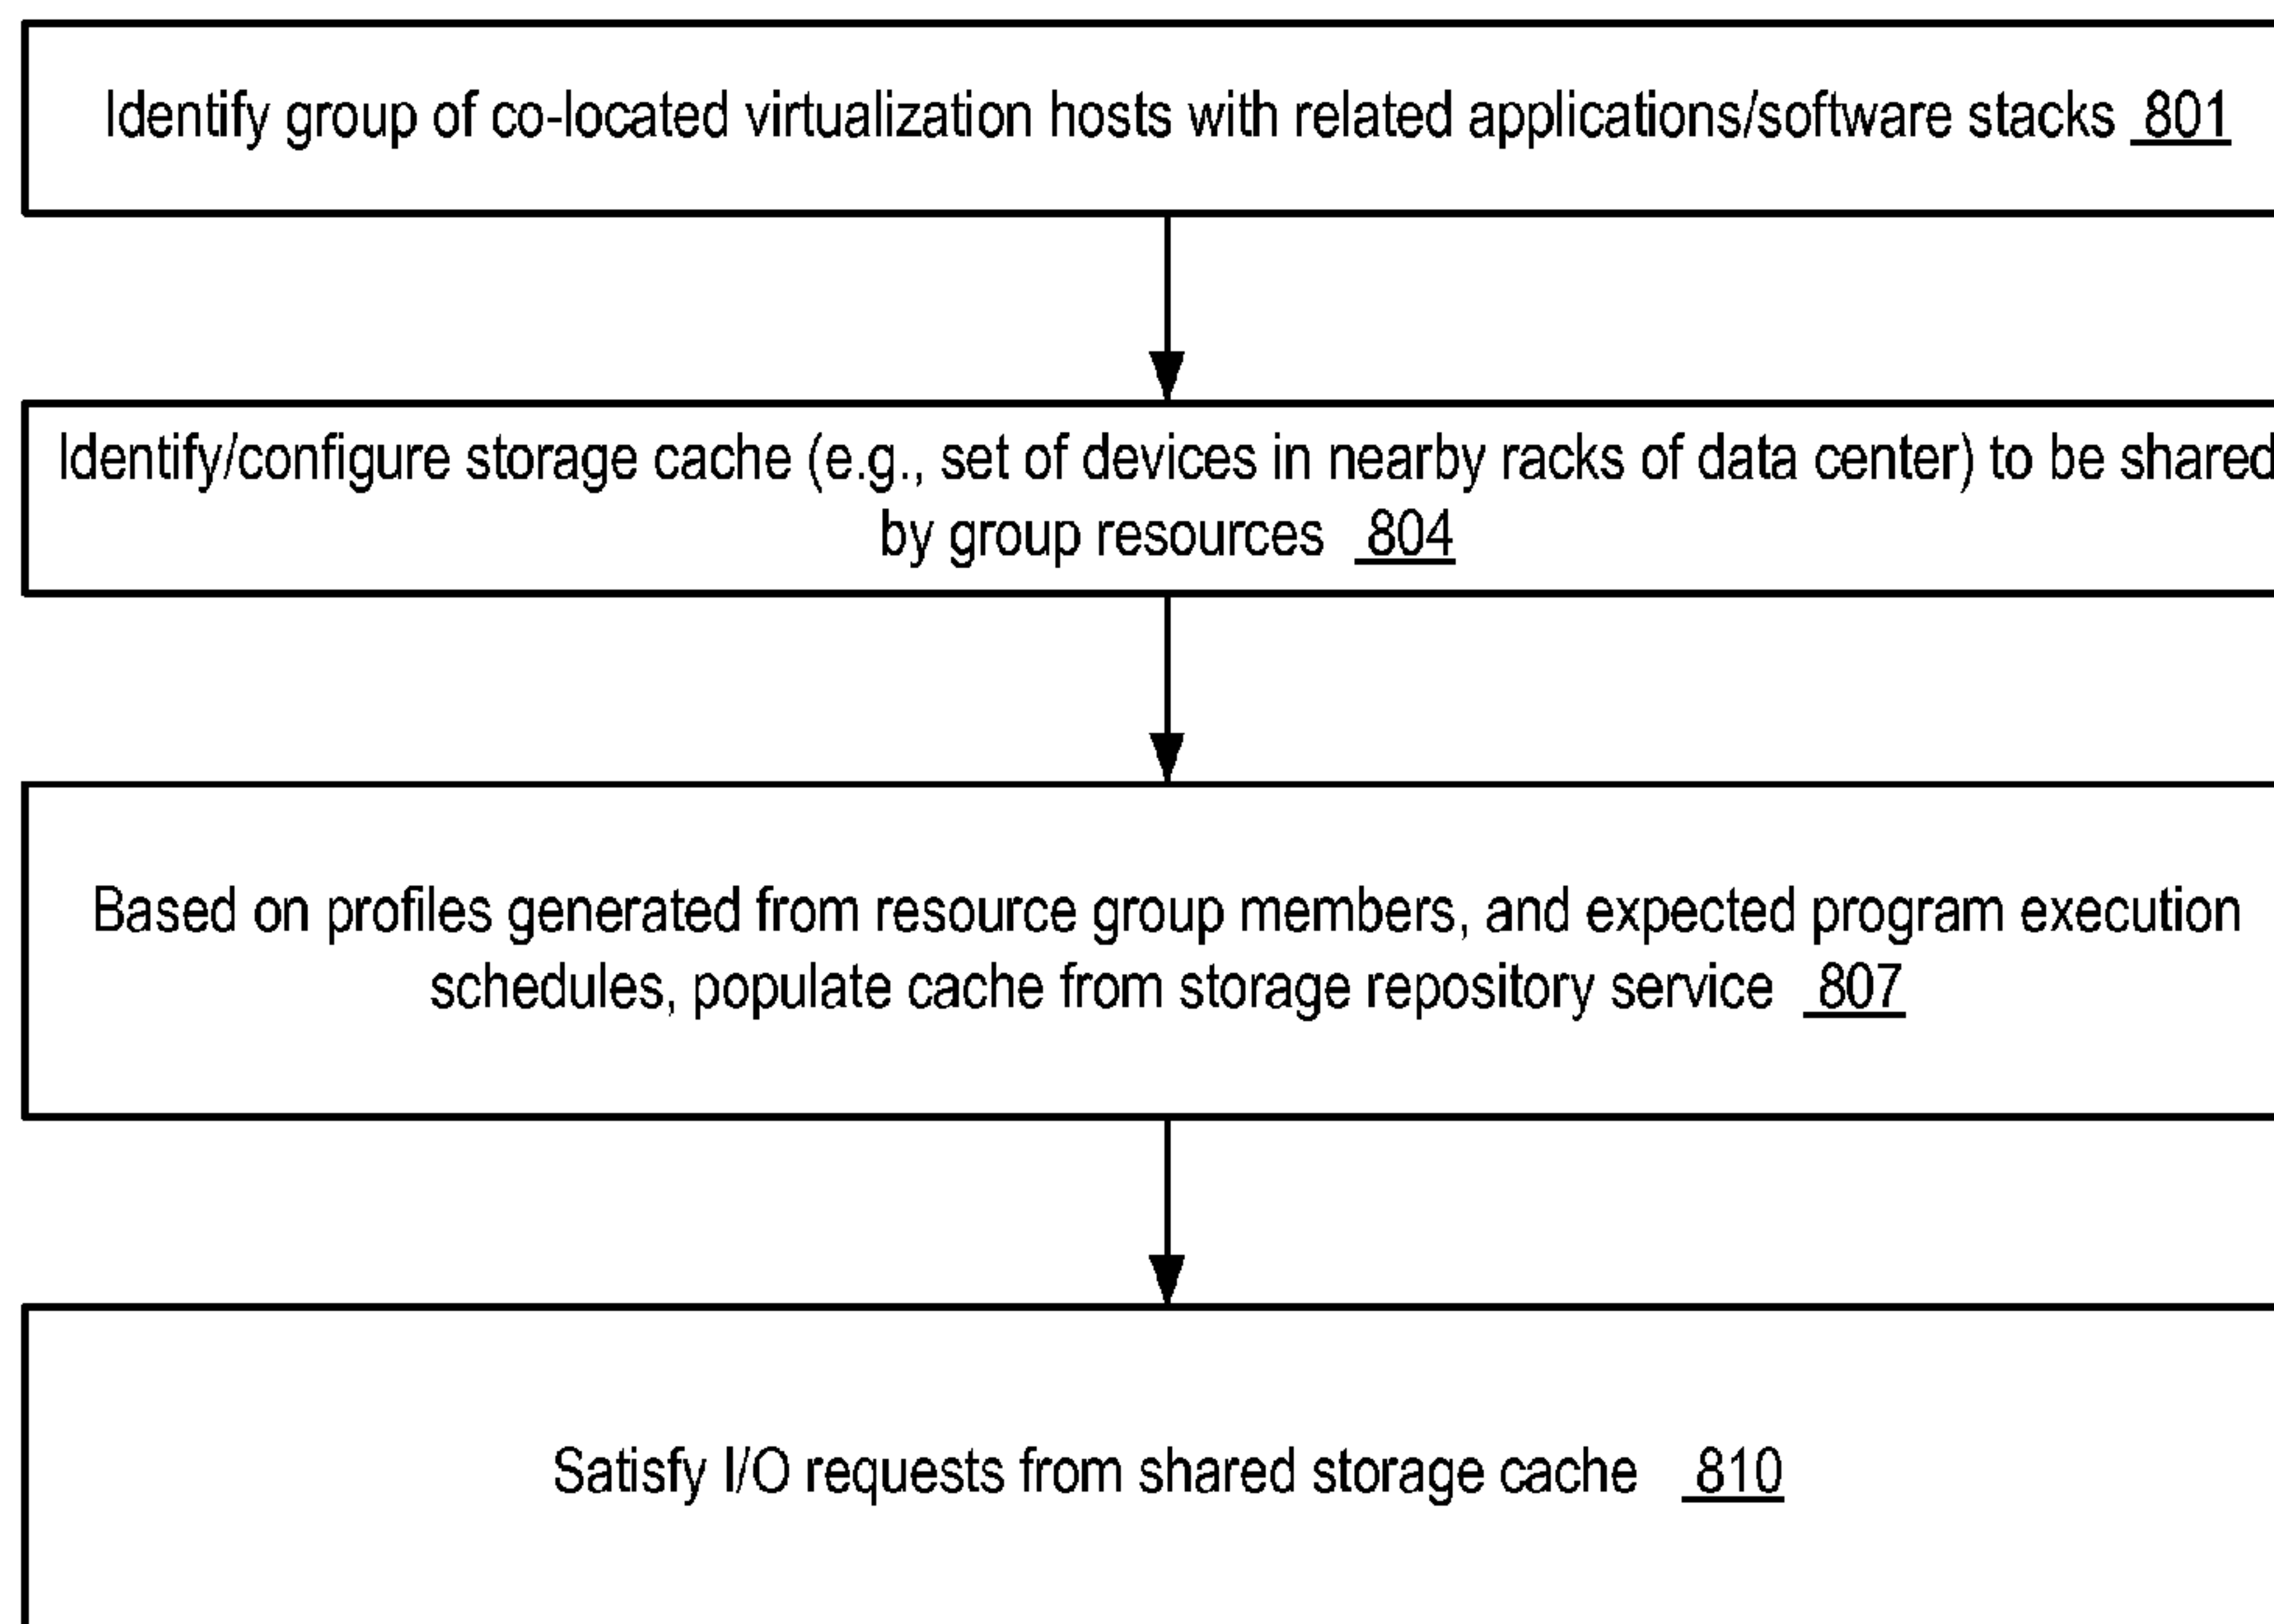 Identify group of co-located virtualization hosts with related applications/software stacks 801
Identify/configure storage cache (e.g., set of devices in nearby racks of data center) to be shared
by group resources 804
Based on profiles generated from resource group members, and expected program execution
schedules, populate cache from storage repository service 807
Satisfy I/O requests from shared storage cache 810